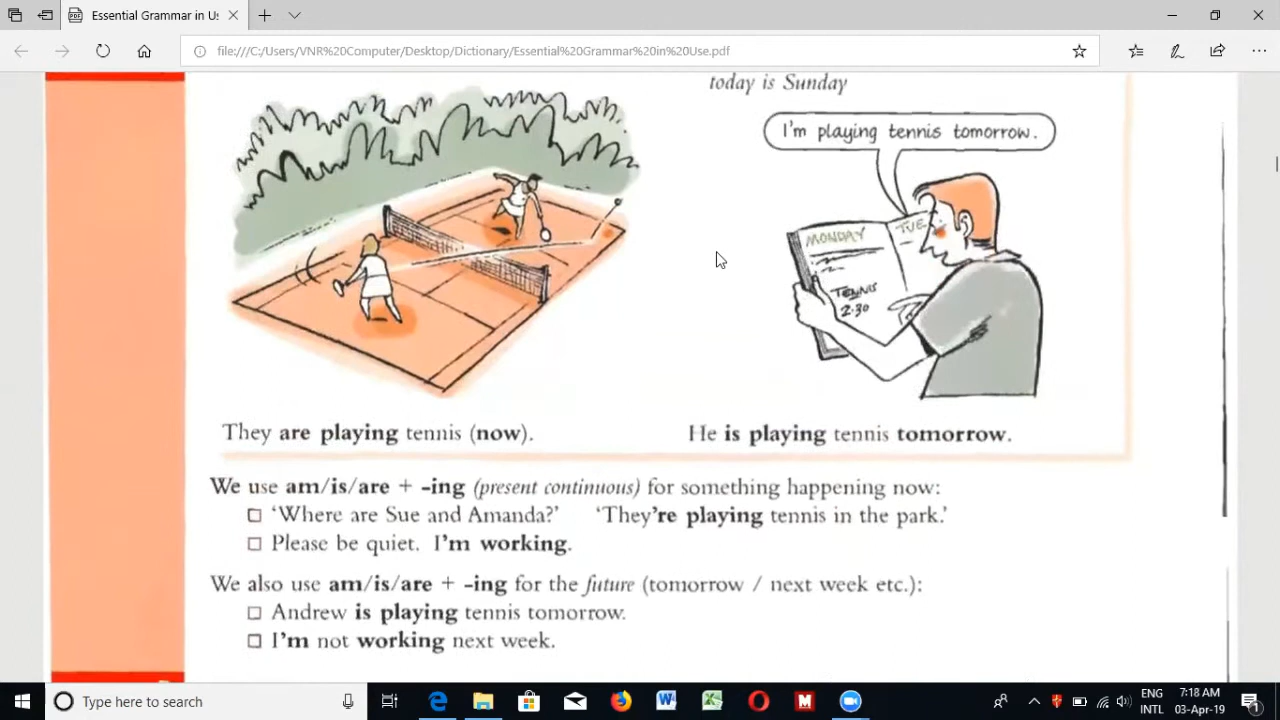 Essential Grammar in Us
file:///C:/Users/VNR%20Computer/Desktop/Dictionary/Essential%20Grammar%20in%20Use.pdf
today is Sunday
I'm playing tennis tomorrow.
MONDAY
TUE
TENNIS
2.30
They are playing tennis (now).
He is playing tennis tomorrow.
We use am/is/are + -ing (present continuous) for something happening now:
☐ 'Where are Sue and Amanda?' 'They're playing tennis in the park.'
☐ Please be quiet. I'm working.
We also use am/is/are + -ing for the future (tomorrow / next week etc.):
☐ Andrew is playing tennis tomorrow.
☐ I'm not working next week.
Type here to search
ENG
INTL
7:18 AM
03-Apr-19